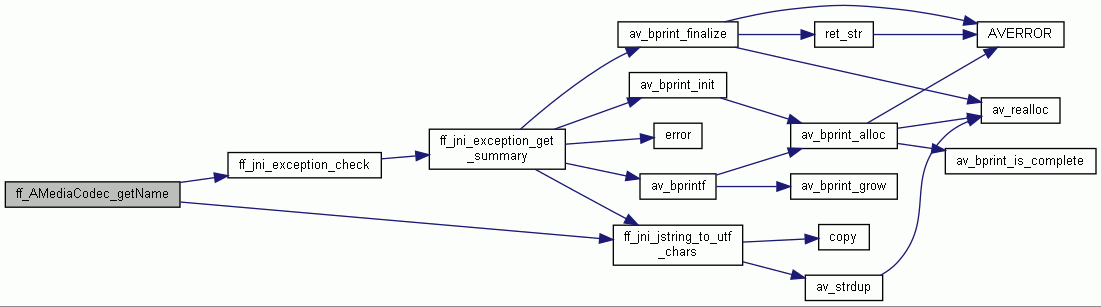 ff_AMediaCodec_getName
ff_jni_exception_check
ff_jni_exception_get
_summary
av_bprint_finalize
av_bprint_init
error
av_bprintf
ff_jni_jstring_to_utf
_chars
ret_str
av_bprint_alloc
av_bprint_grow
copy
av_strdup
AVERROR
av_realloc
av_bprint_is_complete